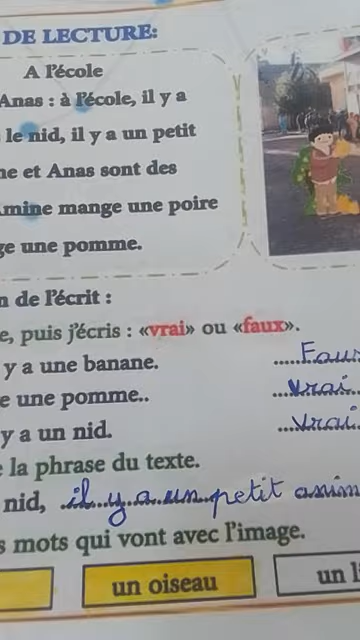 DE LECTURE:
A l'école
Anas : à l'école, il y a
le nid, il y a un petit
et Anas sont des
mine mange une poire
ge une pomme.
de l'écrit :
e, puis j'écris : «vrai» ou «faux».
y a une banane. .....Faux
e une pomme.. ...vrai...
y a un nid. ...vrai...
la phrase du texte.
nid, il y a un petit anim
s mots qui vont avec l'image.
un oiseau
un l